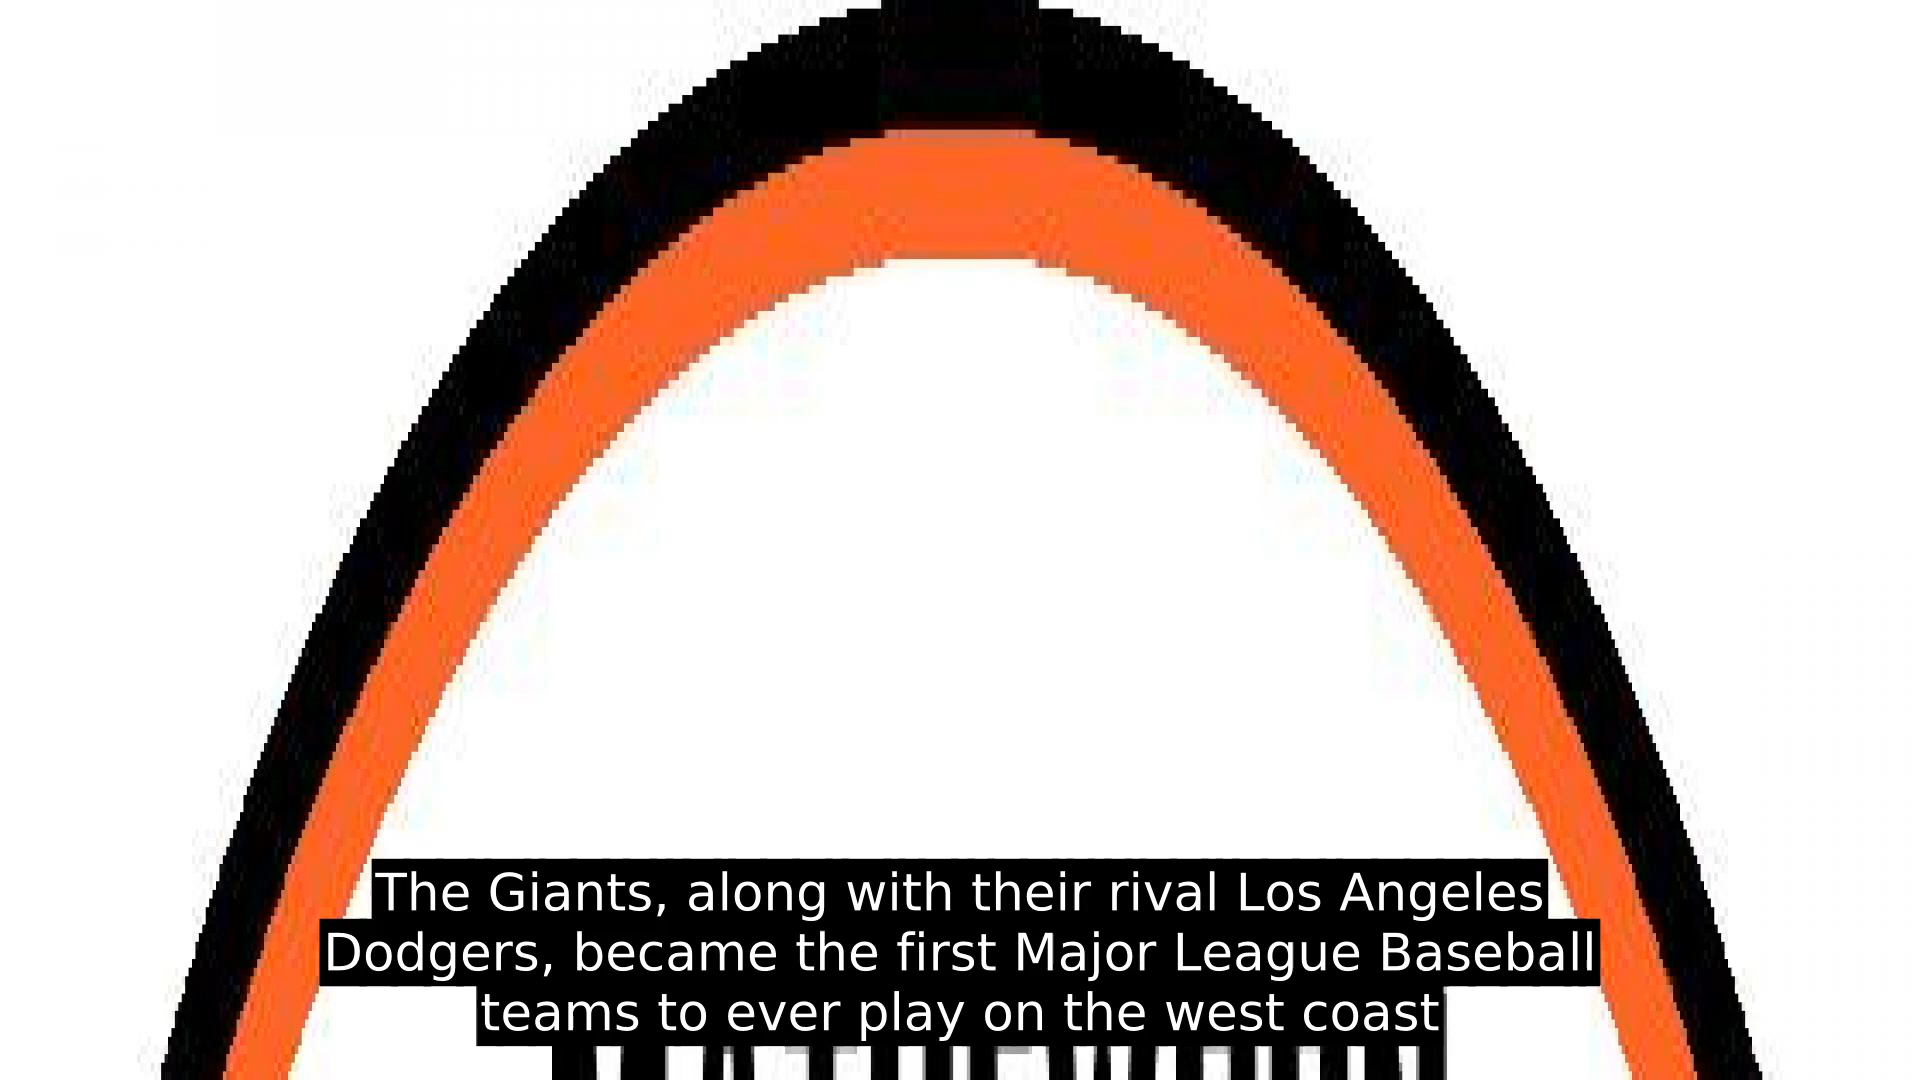 The Giants, along with their rival Los Angeles
Dodgers, became the first Major League Baseball
teams to ever play on the west coast